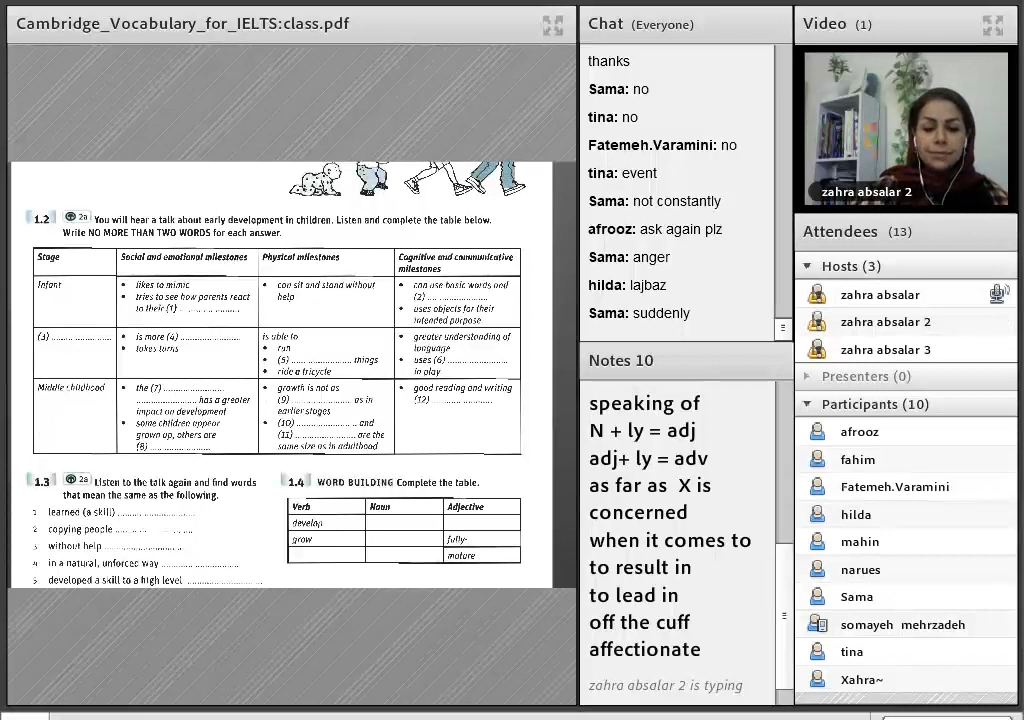 Cambridge_Vocabulary_for_IELTS:class.pdf
1.2 2a You will hear a talk about early development in children. Listen and complete the table below.
Write NO MORE THAN TWO WORDS for each answer.
Stage
Social and emotional milestones
Physical milestones
Cognitive and communicative
milestones
Infant
• likes to mimic
• tries to see how parents react
to their (1) ....................
• can sit and stand without
help
• can use basic words and
(2) ....................
• uses objects for their
intended purpose
(3) ....................
• is more (4) ....................
• takes turns
is able to
• run
• (5) .................... things
• ride a tricycle
• greater understanding of
language
• uses (6) ....................
in play
Middle childhood
• the (7) ....................
.................... has a greater
impact on development
• some children appear
grown up, others are
(8) ....................
• growth is not as
(9) .................... as in
earlier stages
• (10) .................... and
(11) .................... are the
same size as in adulthood
• good reading and writing
(12) ....................
1.3 2a Listen to the talk again and find words
that mean the same as the following.
1 learned (a skill) ....................
2 copying people ....................
3 without help ....................
4 in a natural, unforced way ....................
5 developed a skill to a high level ....................
1.4 WORD BUILDING Complete the table.
Verb Noun Adjective
develop
grow fully-
mature
Chat (Everyone)
thanks
Sama: no
tina: no
Fatemeh.Varamini: no
tina: event
Sama: not constantly
afrooz: ask again plz
Sama: anger
hilda: lajbaz
Sama: suddenly
Notes 10
speaking of
N + ly = adj
adj+ ly = adv
as far as X is
concerned
when it comes to
to result in
to lead in
off the cuff
affectionate
zahra absalar 2 is typing
Video (1)
zahra absalar 2
Attendees (13)
Hosts (3)
zahra absalar
zahra absalar 2
zahra absalar 3
Presenters (0)
Participants (10)
afrooz
fahim
Fatemeh.Varamini
hilda
mahin
narues
Sama
somayeh mehrzadeh
tina
Xahra~